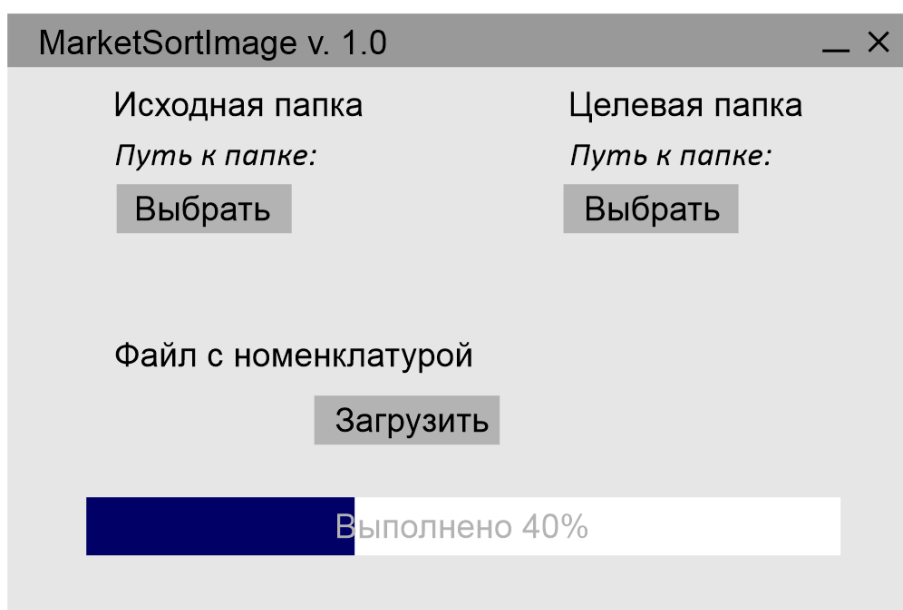 MarketSortImage v. 1.0
Исходная папка
Целевая папка
Путь к папке:
Путь к папке:
Выбрать
Выбрать
Файл с номенклатурой
Загрузить
Выполнено 40%